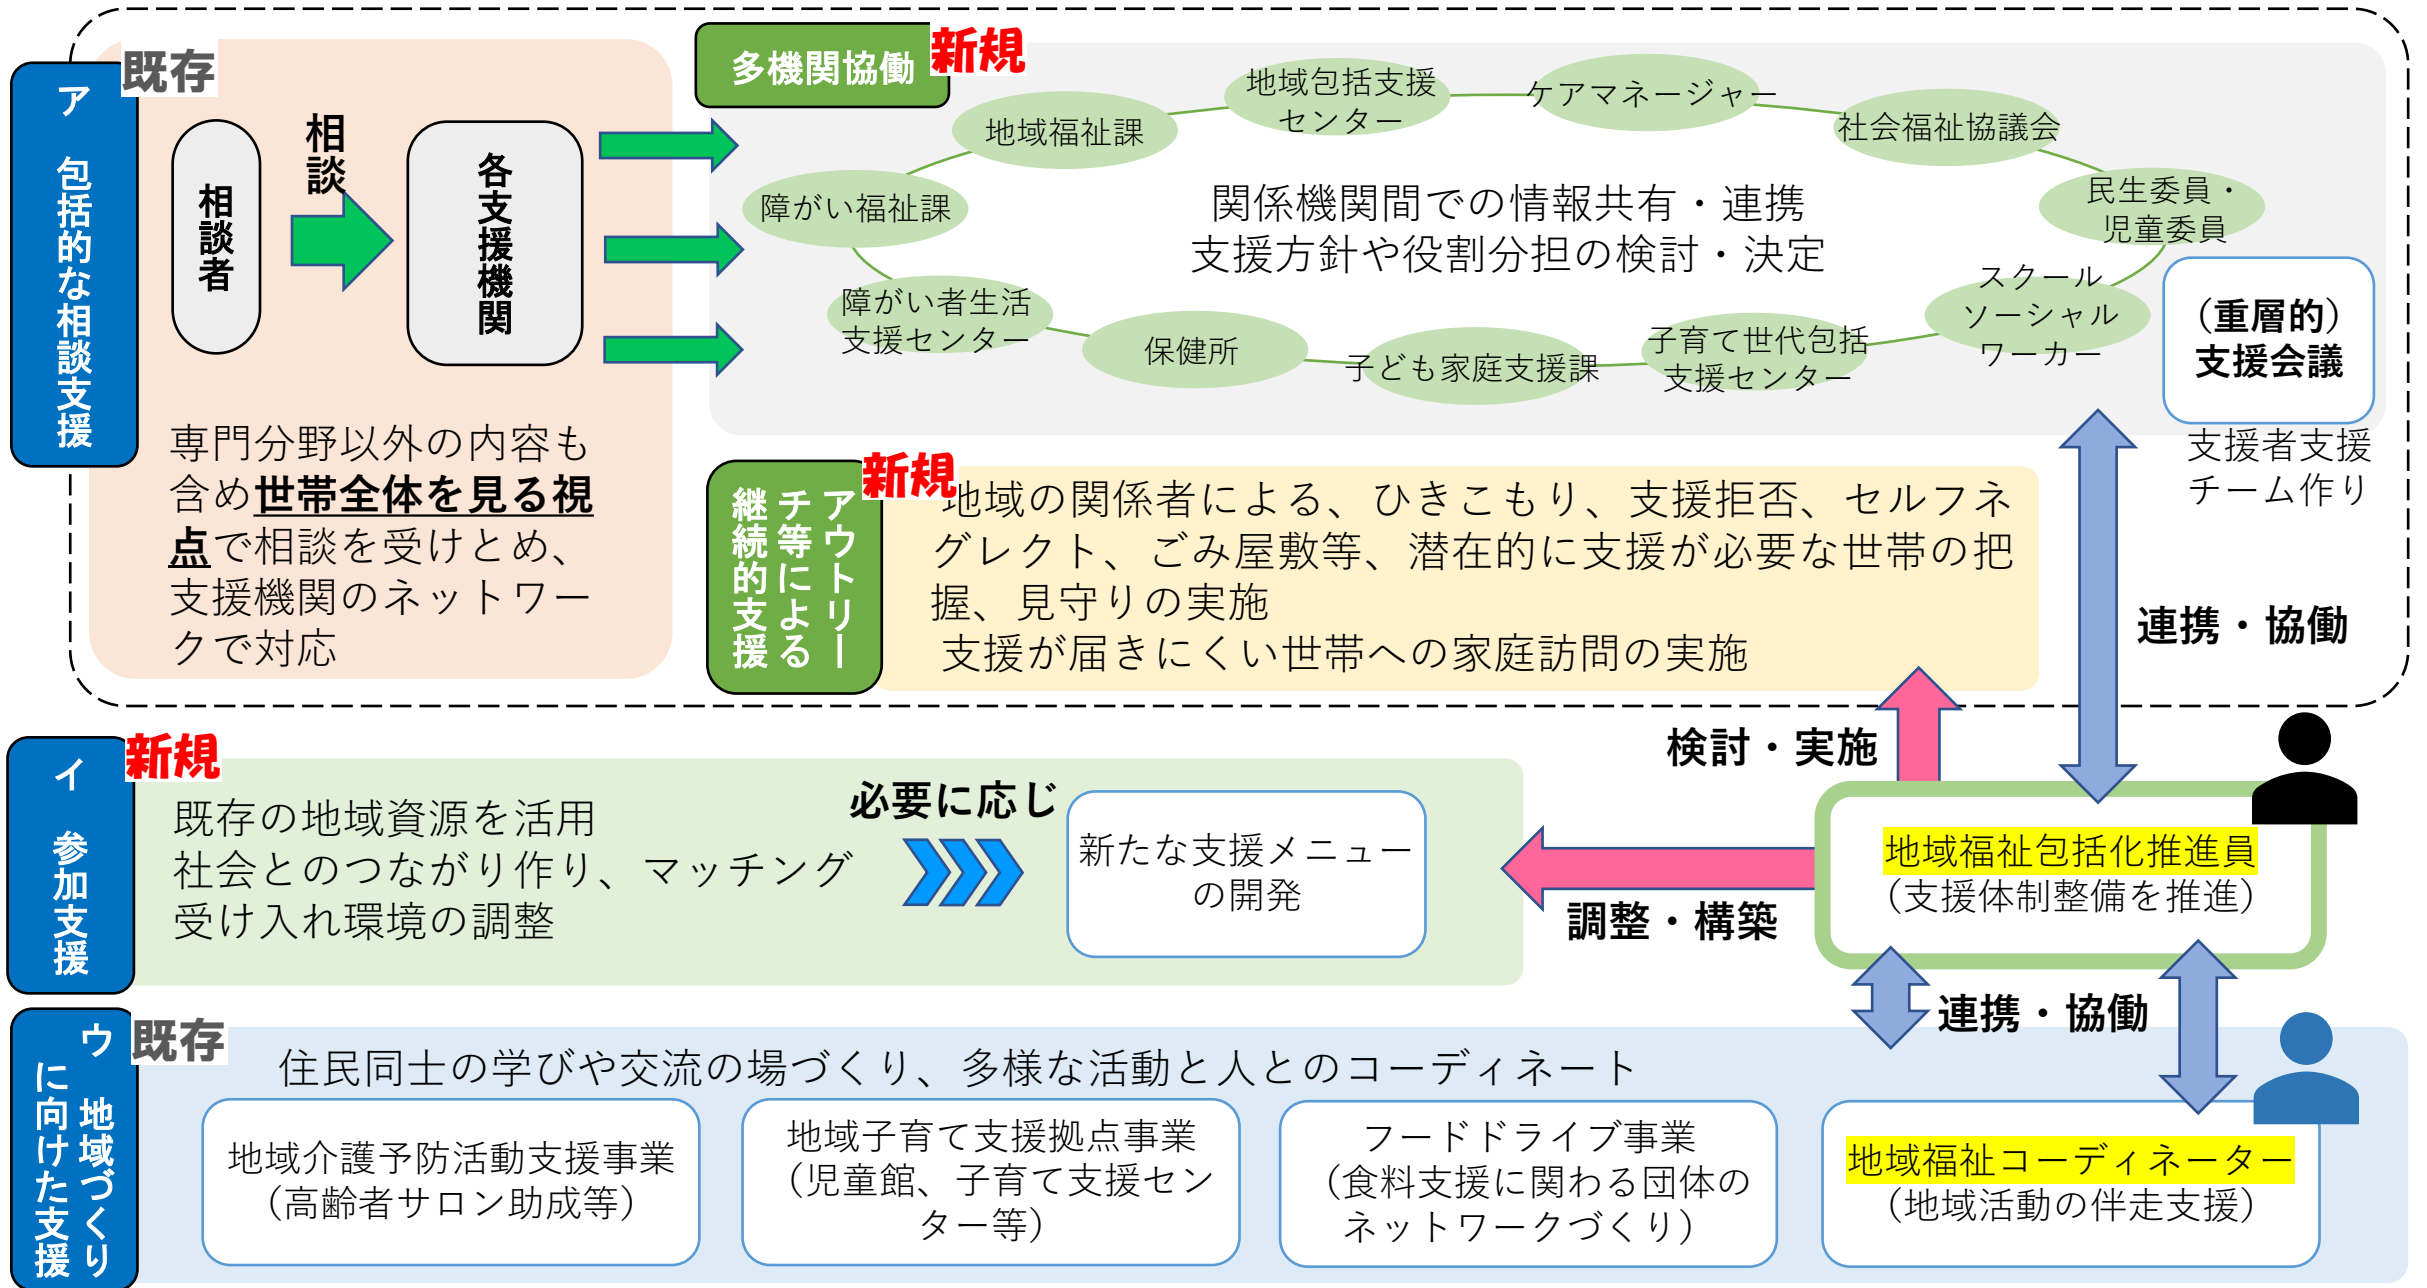 ア 包括的な相談支援
既存
相談者
相談
各支援機関
専門分野以外の内容も
含め世帯全体を見る視
点で相談を受けとめ、
支援機関のネットワー
クで対応
多機関協働
新規
地域福祉課
地域包括支援
センター
ケアマネージャー
社会福祉協議会
民生委員・
児童委員
障がい福祉課
関係機関間での情報共有・連携
支援方針や役割分担の検討・決定
スクール
ソーシャル
ワーカー
障がい者生活
支援センター
保健所
子ども家庭支援課
子育て世代包括
支援センター
（重層的）
支援会議
支援者支援
チーム作り
アウトリー
チ等による
継続的支援
新規
地域の関係者による、ひきこもり、支援拒否、セルフネ
グレクト、ごみ屋敷等、潜在的に支援が必要な世帯の把
握、見守りの実施
支援が届きにくい世帯への家庭訪問の実施
連携・協働
検討・実施
イ 参加支援
新規
既存の地域資源を活用
社会とのつながり作り、マッチング
受け入れ環境の調整
必要に応じ
新たな支援メニュー
の開発
調整・構築
地域福祉包括化推進員
（支援体制整備を推進）
連携・協働
ウ 地域づくり
に向けた支援
既存
住民同士の学びや交流の場づくり、多様な活動と人とのコーディネート
地域介護予防活動支援事業
（高齢者サロン助成等）
地域子育て支援拠点事業
（児童館、子育て支援セン
ター等）
フードドライブ事業
（食料支援に関わる団体の
ネットワークづくり）
地域福祉コーディネーター
（地域活動の伴走支援）